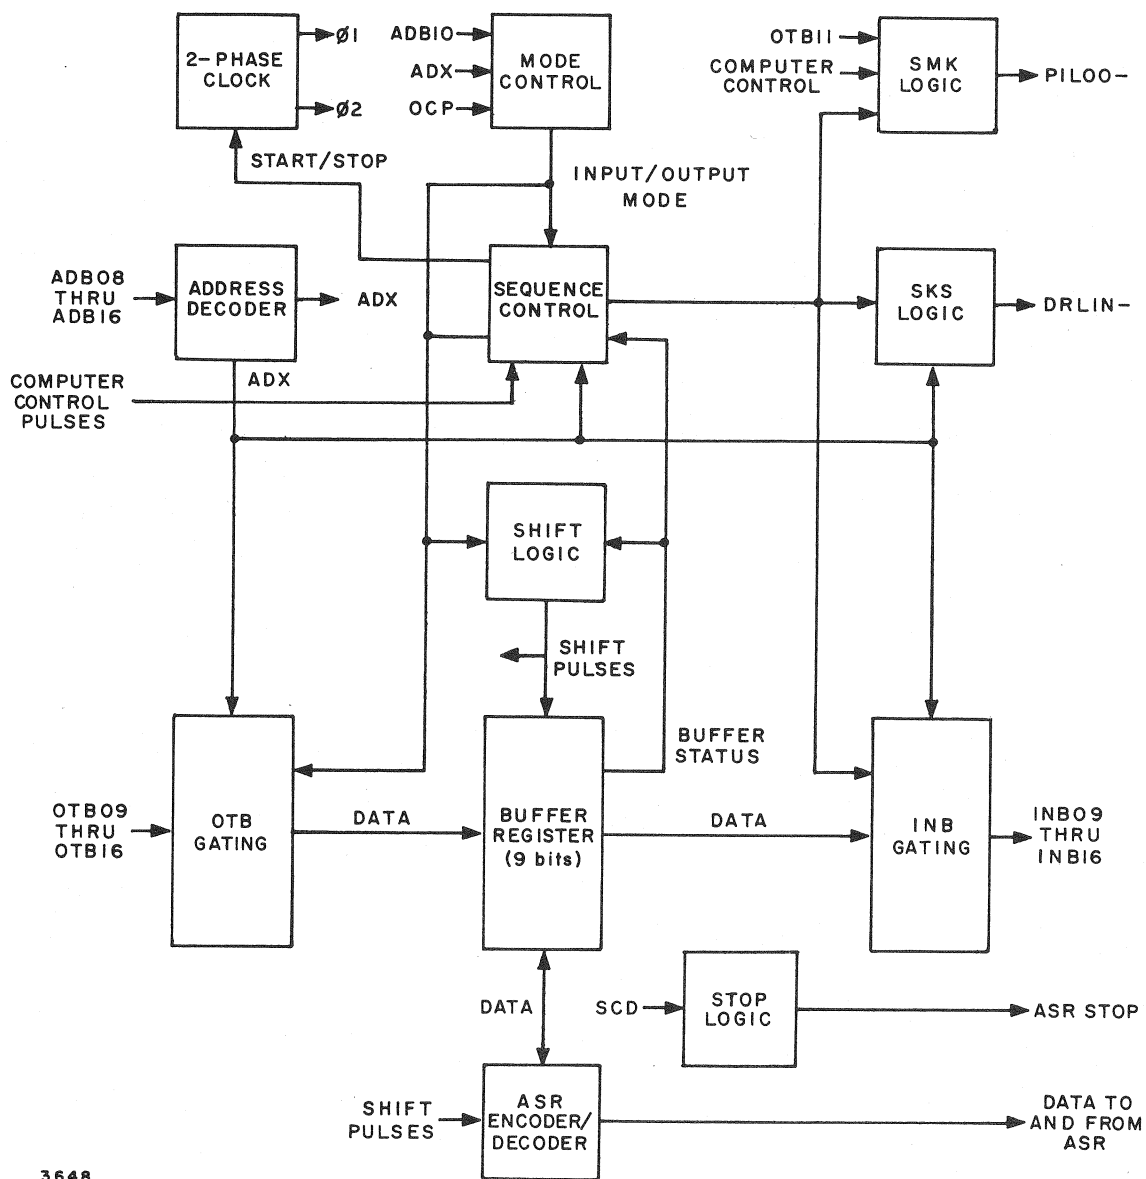 2-PHASE
CLOCK
Ø1
Ø2
ADB10
ADX
OCP
MODE
CONTROL
OTB11
COMPUTER
CONTROL
SMK
LOGIC
PIL00-
START/STOP
INPUT/OUTPUT
MODE
ADB08
THRU
ADB16
ADDRESS
DECODER
ADX
SEQUENCE
CONTROL
SKS
LOGIC
DRLIN-
ADX
COMPUTER
CONTROL
PULSES
SHIFT
LOGIC
SHIFT
PULSES
BUFFER
STATUS
OTB09
THRU
OTB16
OTB
GATING
DATA
BUFFER
REGISTER
(9 bits)
DATA
INB
GATING
INB09
THRU
INB16
DATA
SCD
STOP
LOGIC
ASR STOP
SHIFT
PULSES
ASR
ENCODER/
DECODER
DATA TO
AND FROM
ASR
3648